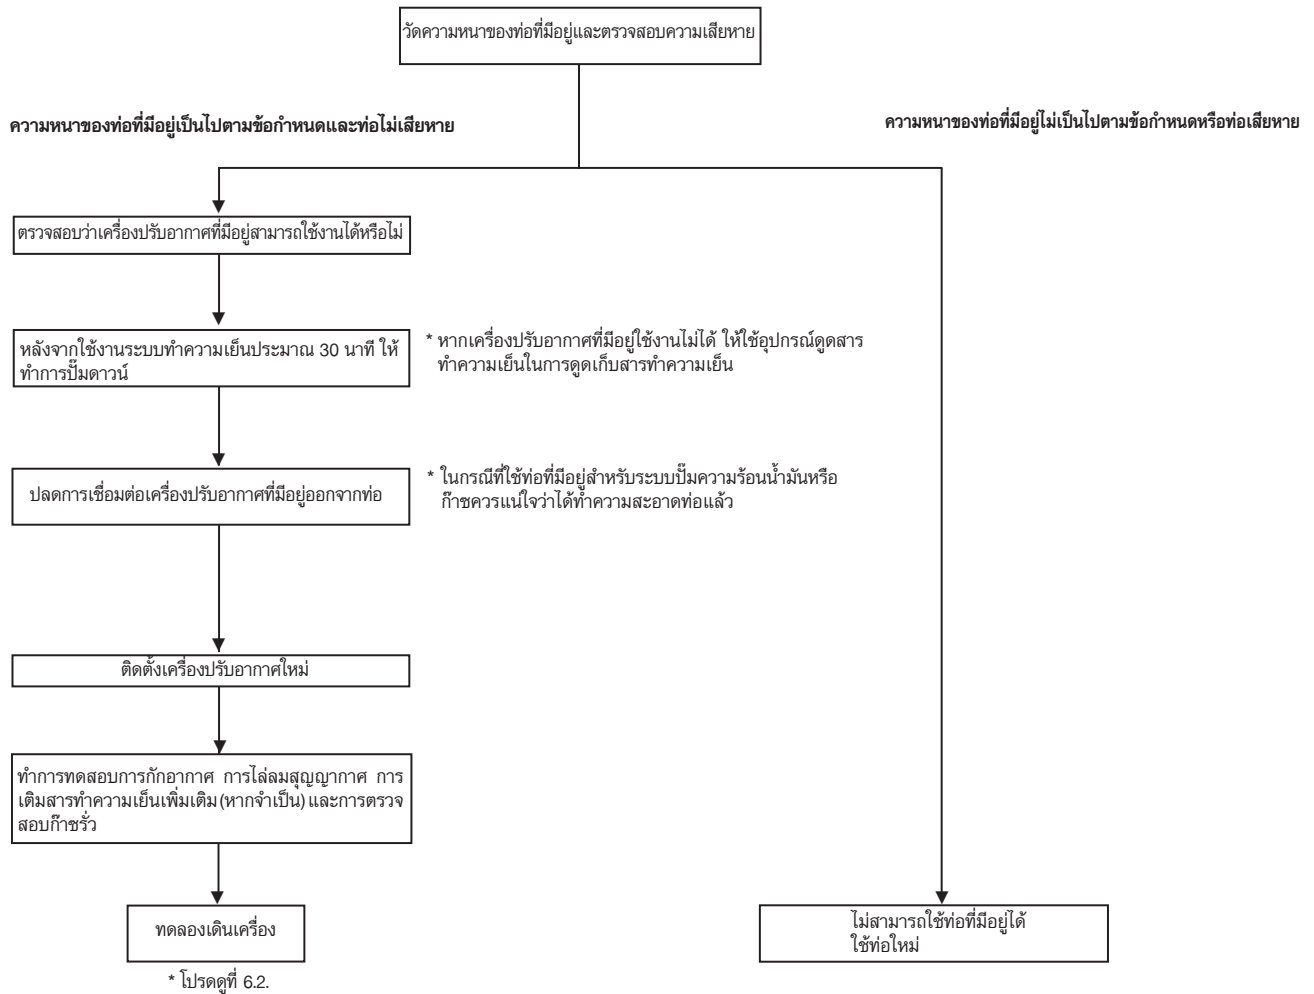 วัดความหนาของท่อที่มีอยู่และตรวจสอบความเสียหาย
ความหนาของท่อที่มีอยู่เป็นไปตามข้อกำหนดและท่อไม่เสียหาย
ความหนาของท่อที่มีอยู่ไม่เป็นไปตามข้อกำหนดหรือท่อเสียหาย
ตรวจสอบว่าเครื่องปรับอากาศที่มีอยู่สามารถใช้งานได้หรือไม่
หลังจากใช้งานระบบทำความเย็นประมาณ 30 นาที ให้
ทำการปั๊มดาวน์
* หากเครื่องปรับอากาศที่มีอยู่ใช้งานไม่ได้ ให้ใช้อุปกรณ์ดูดสาร
ทำความเย็นในการดูดเก็บสารทำความเย็น
ปลดการเชื่อมต่อเครื่องปรับอากาศที่มีอยู่ออกจากท่อ
* ในกรณีที่ใช้ท่อที่มีอยู่สำหรับระบบปั๊มความร้อนน้ำมันหรือ
ก๊าซควรแน่ใจว่าได้ทำความสะอาดท่อแล้ว
ติดตั้งเครื่องปรับอากาศใหม่
ทำการทดสอบการกักอากาศ การไล่ลมสุญญากาศ การ
เติมสารทำความเย็นเพิ่มเติม (หากจำเป็น) และการตรวจ
สอบก๊าซรั่ว
ทดลองเดินเครื่อง
* โปรดดูที่ 6.2.
ไม่สามารถใช้ท่อที่มีอยู่ได้
ใช้ท่อใหม่